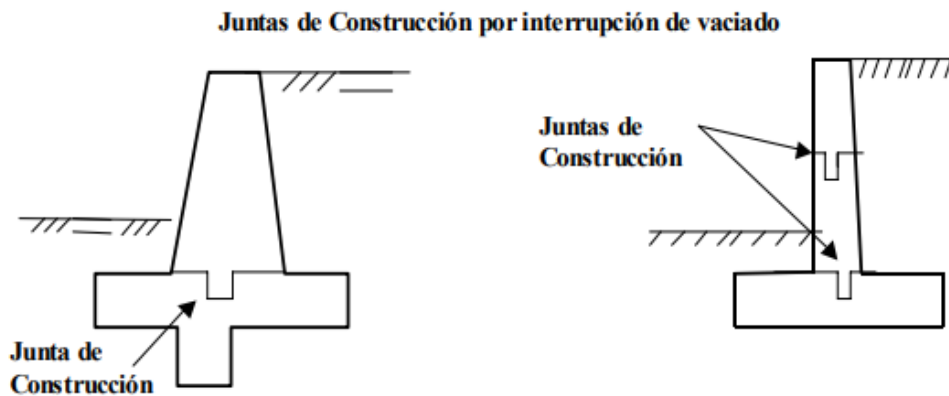 Juntas de Construcción por interrupción de vaciado
Juntas de
Construcción
Junta de
Construcción